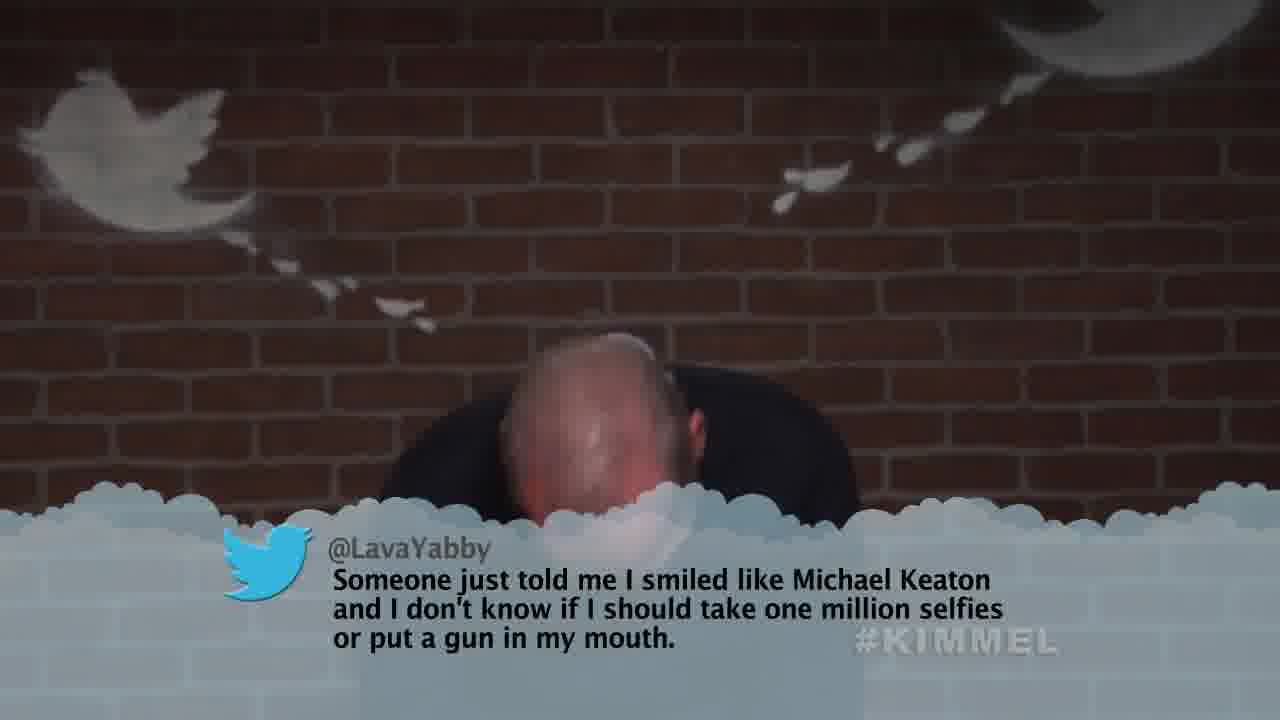 @LavaYabby
Someone just told me I smiled like Michael Keaton
and I don't know if I should take one million selfies
or put a gun in my mouth.
#KIMMEL